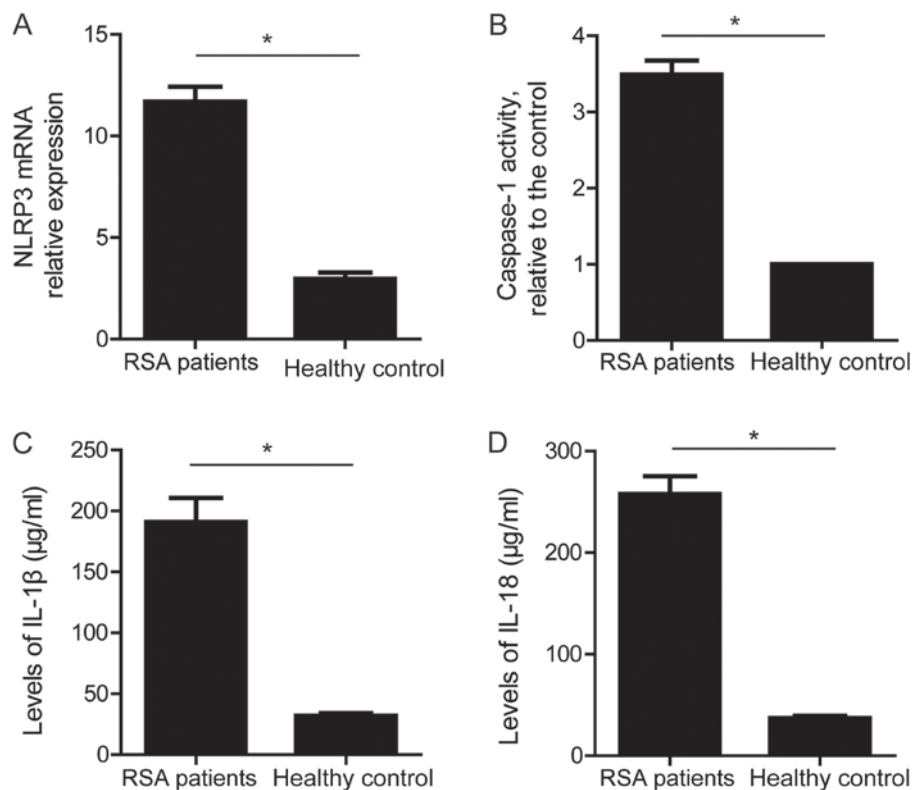 A
NLRP3 mRNA
relative expression
15
10
5
0
*
RSA patients
Healthy control
B
Caspase-1 activity,
relative to the control
4
3
2
1
0
*
RSA patients
Healthy control
C
Levels of IL-1β (µg/ml)
250
200
150
100
50
0
*
RSA patients
Healthy control
D
Levels of IL-18 (µg/ml)
300
200
100
0
*
RSA patients
Healthy control